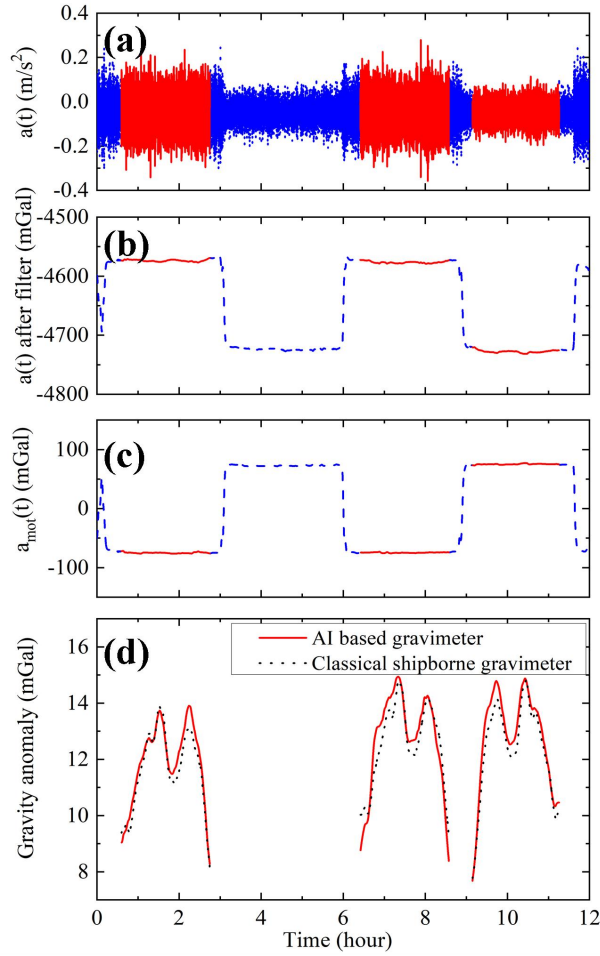 (a)
a(t) (m/s²)
0.4
0.2
0.0
-0.2
-0.4
(b)
a(t) after filter (mGal)
-4500
-4600
-4700
-4800
(c)
a_mot(t) (mGal)
100
0
-100
(d)
AI based gravimeter
Classical shipborne gravimeter
Gravity anomaly (mGal)
16
14
12
10
8
0 2 4 6 8 10 12
Time (hour)